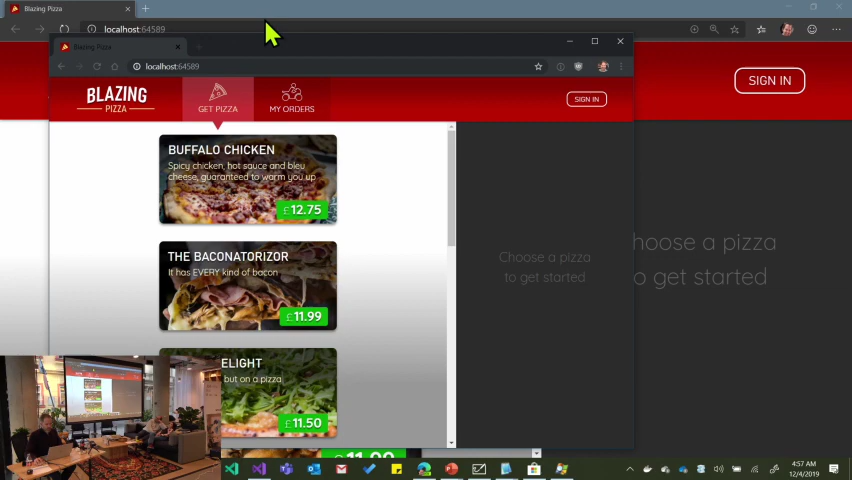 Blazing Pizza
localhost:64589
Blazing Pizza
localhost:64589
SIGN IN
BLAZING
PIZZA
GET PIZZA
MY ORDERS
SIGN IN
BUFFALO CHICKEN
Spicy chicken, hot sauce and bleu
cheese, guaranteed to warm you up
£12.75
THE BACONATORIZOR
It has EVERY kind of bacon
£11.99
Choose a pizza
to get started
hoose a pizza
o get started
ELIGHT
but on a pizza
£11.50
4:57 AM
12/4/2019